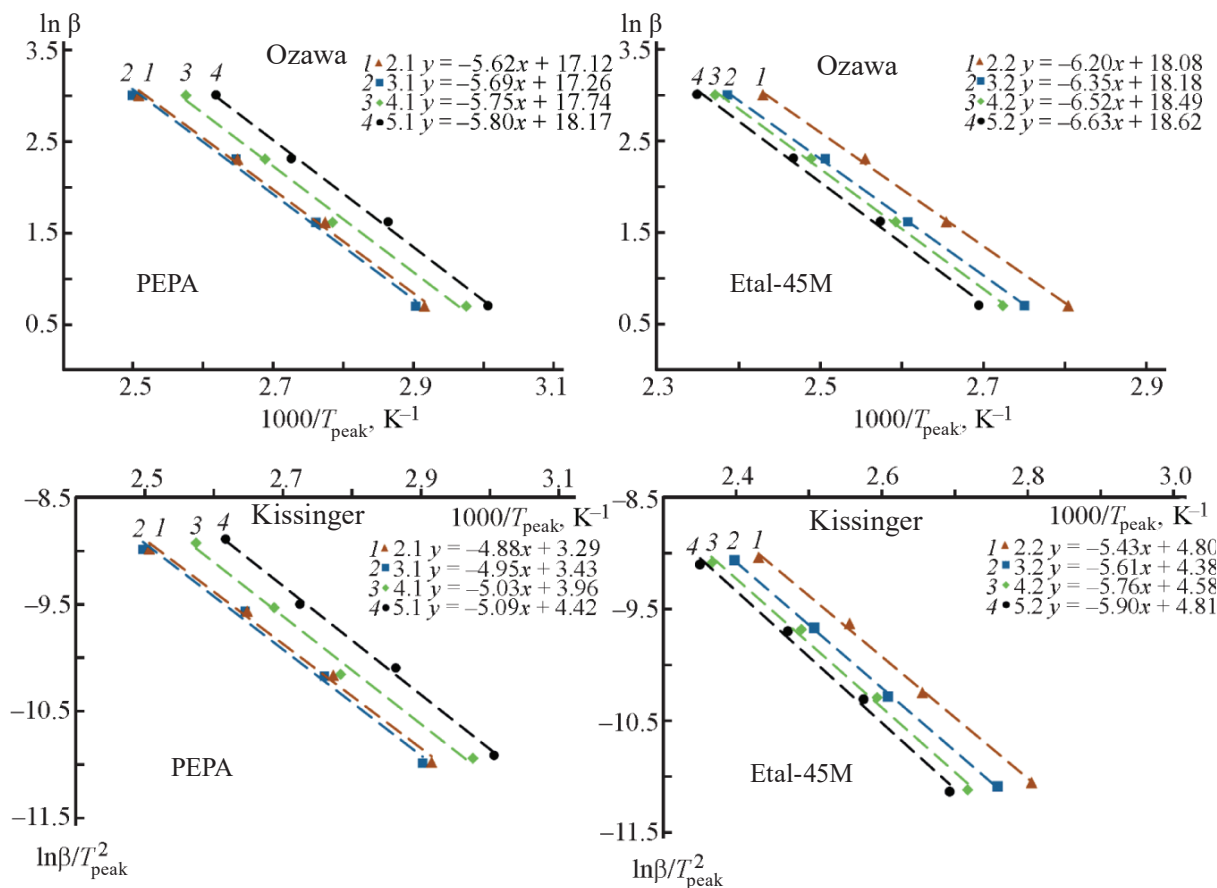 ln β
3.5
Ozawa
2 1 3 4
1 2.1 y = –5.62x + 17.12
2 3.1 y = –5.69x + 17.26
3 4.1 y = –5.75x + 17.74
4 5.1 y = –5.80x + 18.17
2.5
1.5
PEPA
0.5
2.5 2.7 2.9 3.1
1000/T_peak, K⁻¹
ln β
3.5
Ozawa
4 3 2 1
1 2.2 y = –6.20x + 18.08
2 3.2 y = –6.35x + 18.18
3 4.2 y = –6.52x + 18.49
4 5.2 y = –6.63x + 18.62
2.5
1.5
Etal-45M
0.5
2.3 2.5 2.7 2.9
1000/T_peak, K⁻¹
2.5 2.7 2.9 3.1
–8.5
Kissinger
1000/T_peak, K⁻¹
2 1 3 4
1 2.1 y = –4.88x + 3.29
2 3.1 y = –4.95x + 3.43
3 4.1 y = –5.03x + 3.96
4 5.1 y = –5.09x + 4.42
–9.5
–10.5
PEPA
–11.5
lnβ/T²_peak
2.4 2.6 2.8 3.0
–8.5
Kissinger
1000/T_peak, K⁻¹
4 3 2 1
1 2.2 y = –5.43x + 4.80
2 3.2 y = –5.61x + 4.38
3 4.2 y = –5.76x + 4.58
4 5.2 y = –5.90x + 4.81
–9.5
–10.5
Etal-45M
–11.5
lnβ/T²_peak